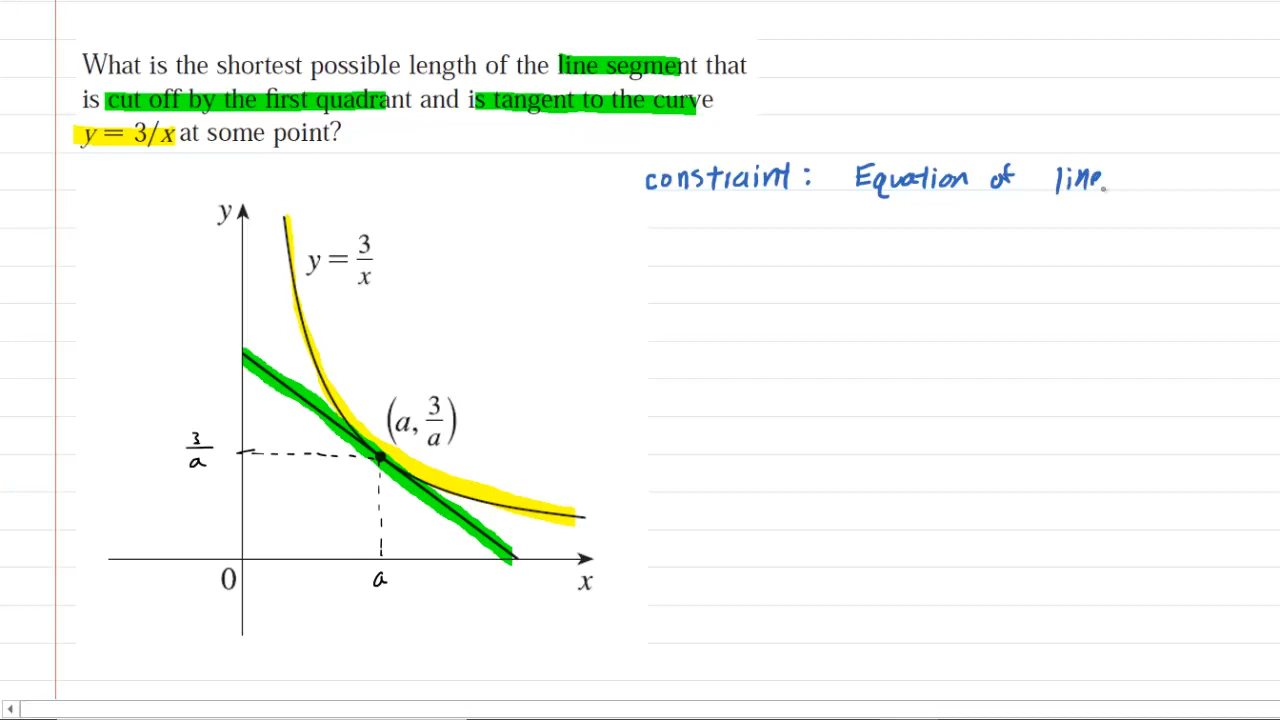 What is the shortest possible length of the line segment that
is cut off by the first quadrant and is tangent to the curve
y = 3/x at some point?
constraint: Equation of line
y
y = 3/x
(a, 3/a)
3/a
0
a
x